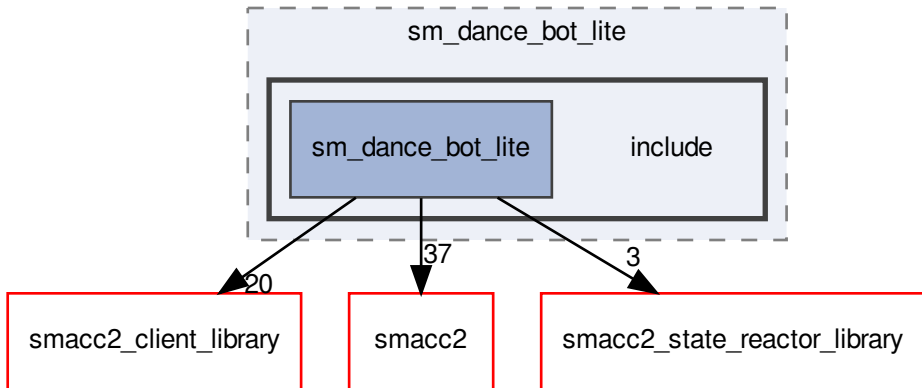 sm_dance_bot_lite
sm_dance_bot_lite
include
20
37
3
smacc2_client_library
smacc2
smacc2_state_reactor_library